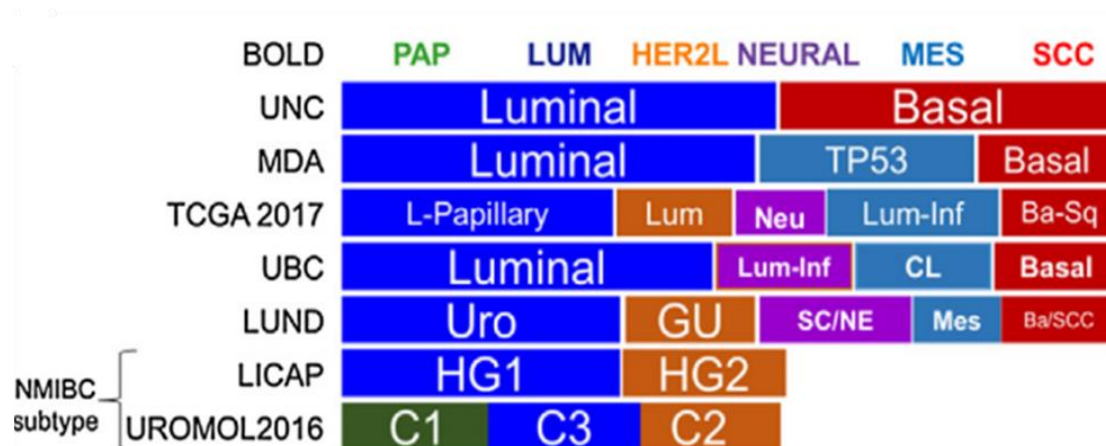 BOLD PAP LUM HER2L NEURAL MES SCC
UNC Luminal Basal
MDA Luminal TP53 Basal
TCGA 2017 L-Papillary Lum Neu Lum-Inf Ba-Sq
UBC Luminal Lum-Inf CL Basal
LUND Uro GU SC/NE Mes Ba/SCC
LICAP HG1 HG2
NMIBC
subtype
UROMOL2016 C1 C3 C2